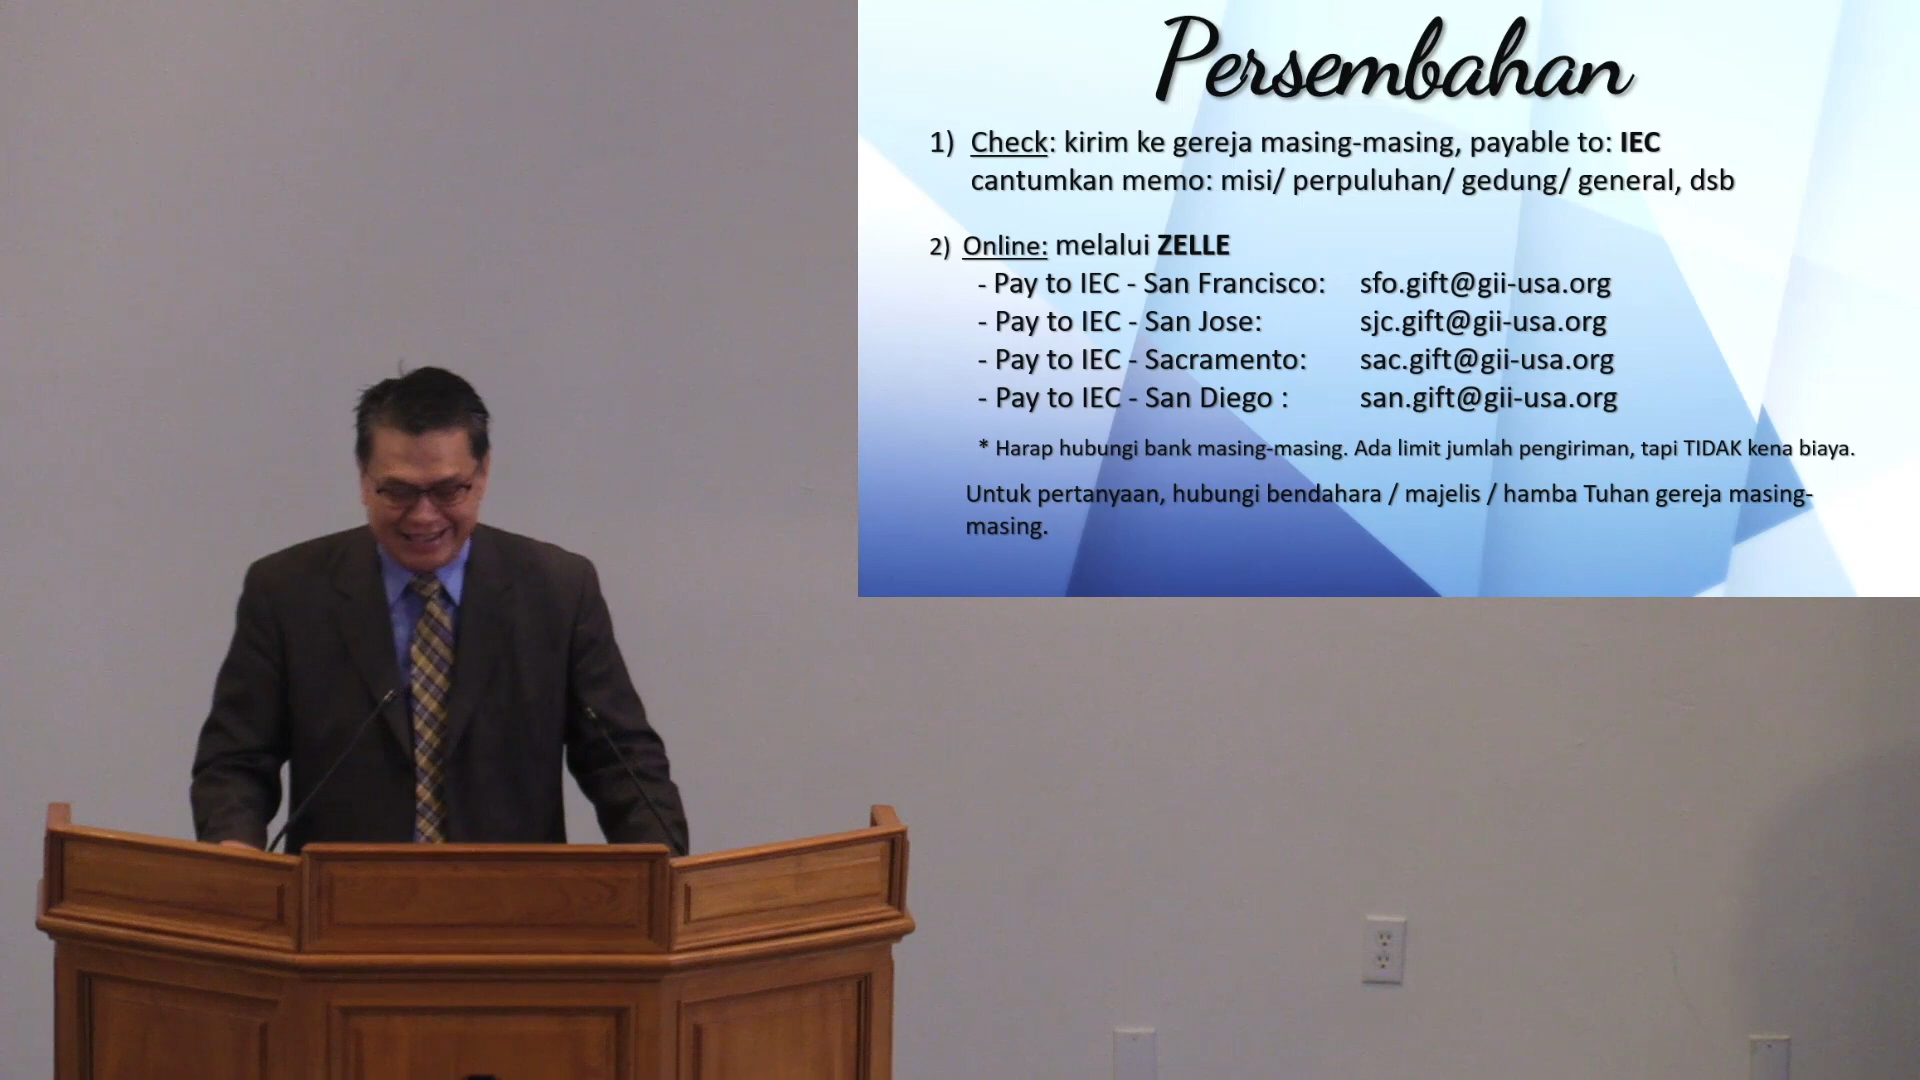 Persembahan
1) Check: kirim ke gereja masing-masing, payable to: IEC
cantumkan memo: misi/ perpuluhan/ gedung/ general, dsb
2) Online: melalui ZELLE
- Pay to IEC - San Francisco: sfo.gift@gii-usa.org
- Pay to IEC - San Jose: sjc.gift@gii-usa.org
- Pay to IEC - Sacramento: sac.gift@gii-usa.org
- Pay to IEC - San Diego : san.gift@gii-usa.org
* Harap hubungi bank masing-masing. Ada limit jumlah pengiriman, tapi TIDAK kena biaya.
Untuk pertanyaan, hubungi bendahara / majelis / hamba Tuhan gereja masing-
masing.